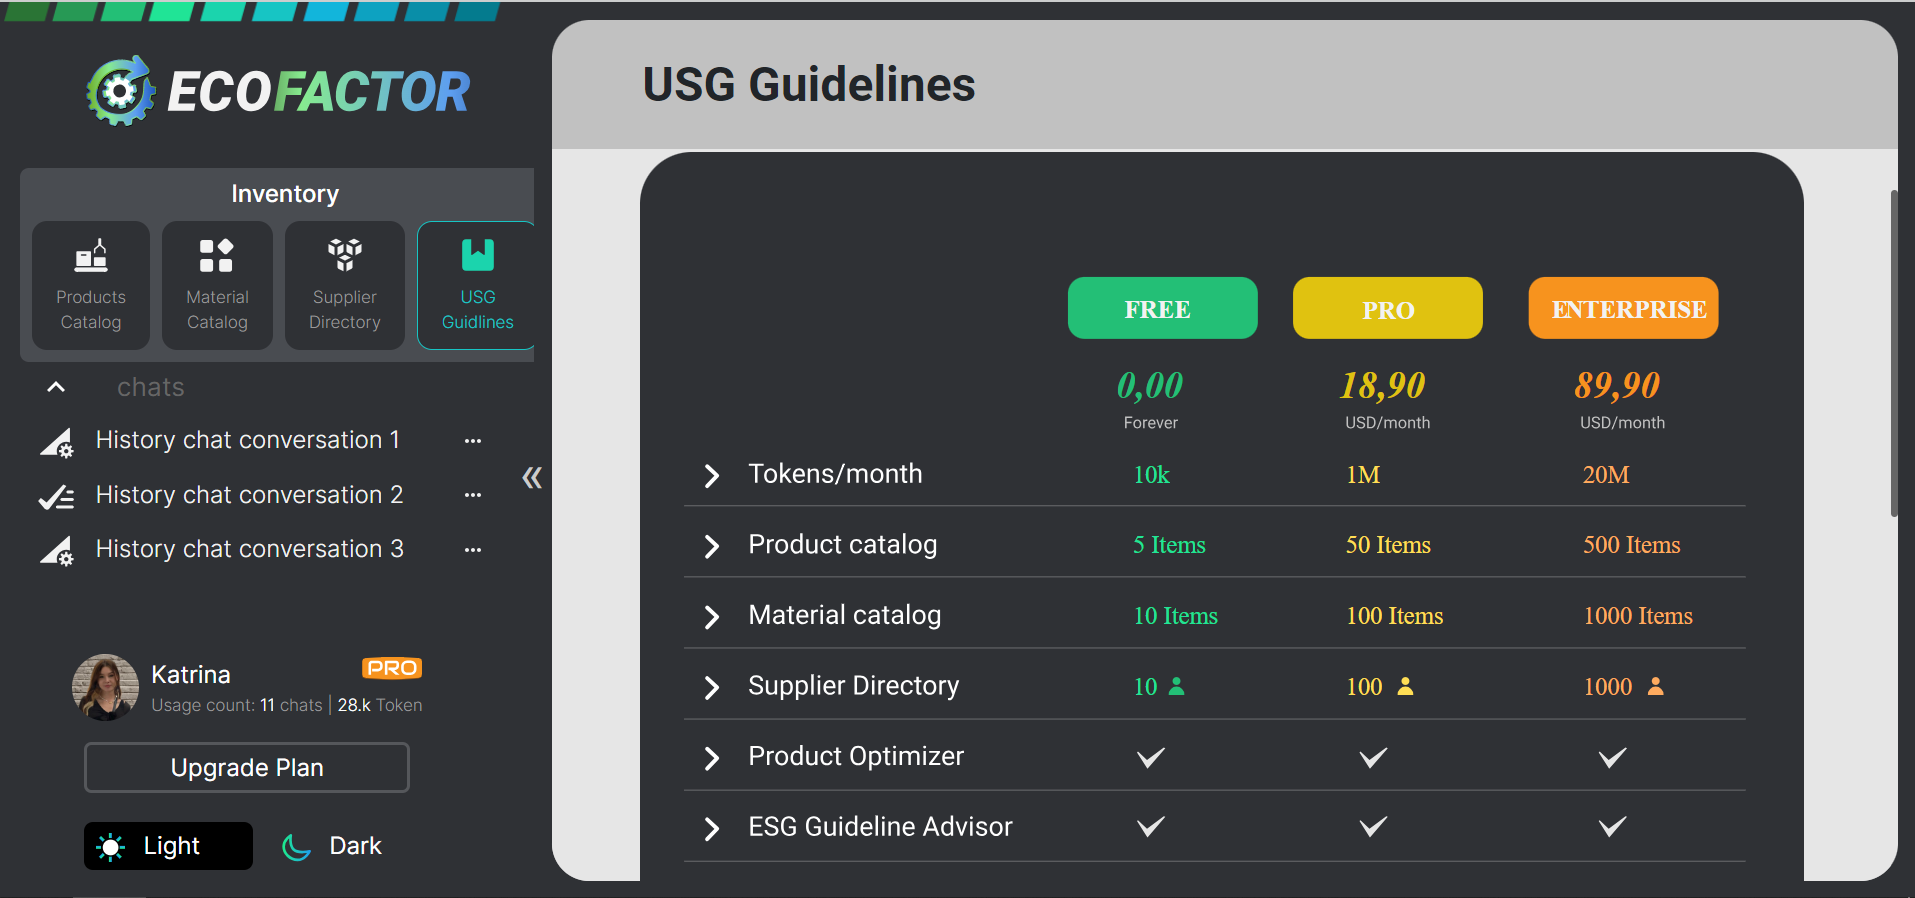 ECOFACTOR
Inventory
Products
Catalog
Material
Catalog
Supplier
Directory
USG
Guidlines
chats
History chat conversation 1
History chat conversation 2
History chat conversation 3
Katrina
PRO
Usage count: 11 chats | 28.k Token
Upgrade Plan
Light
Dark
USG Guidelines
FREE
PRO
ENTERPRISE
0,00
18,90
89,90
Forever
USD/month
USD/month
Tokens/month 10k 1M 20M
Product catalog 5 Items 50 Items 500 Items
Material catalog 10 Items 100 Items 1000 Items
Supplier Directory 10 100 1000
Product Optimizer
ESG Guideline Advisor